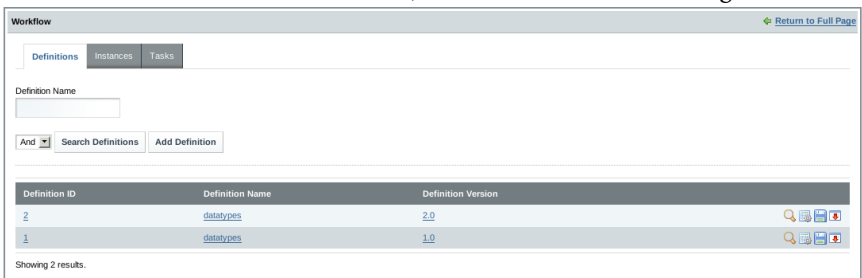 Workflow
Return to Full Page
Definitions Instances Tasks
Definition Name
And Search Definitions Add Definition
Definition ID Definition Name Definition Version
2 datatypes 2.0
1 datatypes 1.0
Showing 2 results.